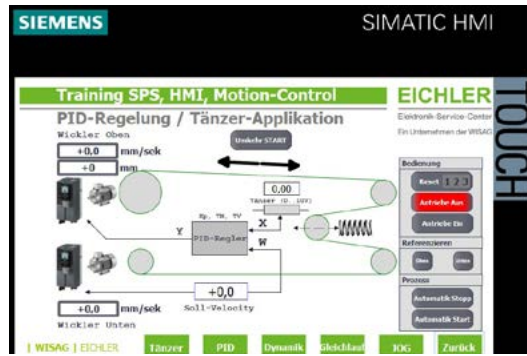 SIEMENS
SIMATIC HMI
TOUCH
Training SPS, HMI, Motion-Control
EICHLER
Elektronik-Service-Center
Ein Unternehmen der WISAG
PID-Regelung / Tänzer-Applikation
Wickler Oben
+0,0 mm/sek
+0 mm
Umkehr START
0,00
Tänzer (0..10V)
Kp, TN, TV
PID-Regler
X
Y
W
+0,0
Soll-Velocity
+0,0 mm/sek
Wickler Unten
Bedienung
Reset 1 2 3
Antriebe Aus
Antriebe Ein
Referenzieren
Oben
Unten
Prozess
Automatik Stopp
Automatik Start
| WISAG | EICHLER
Tänzer
PID
Dynamik
Gleichlauf
JOG
Zurück